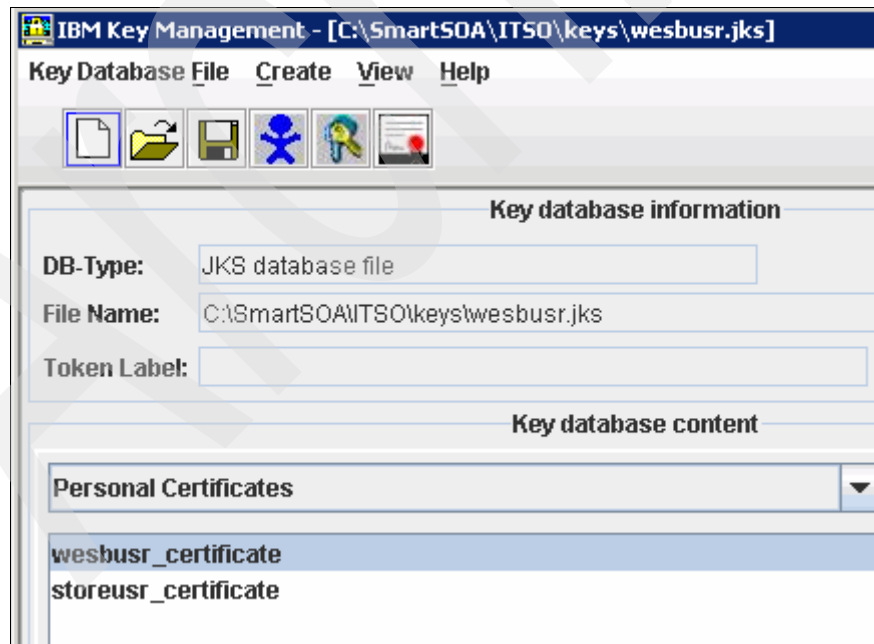 IBM Key Management - [C:\SmartSOA\ITSO\keys\wesbusr.jks]
Key Database File Create View Help
Key database information
DB-Type: JKS database file
File Name: C:\SmartSOA\ITSO\keys\wesbusr.jks
Token Label:
Key database content
Personal Certificates
wesbusr_certificate
storeusr_certificate